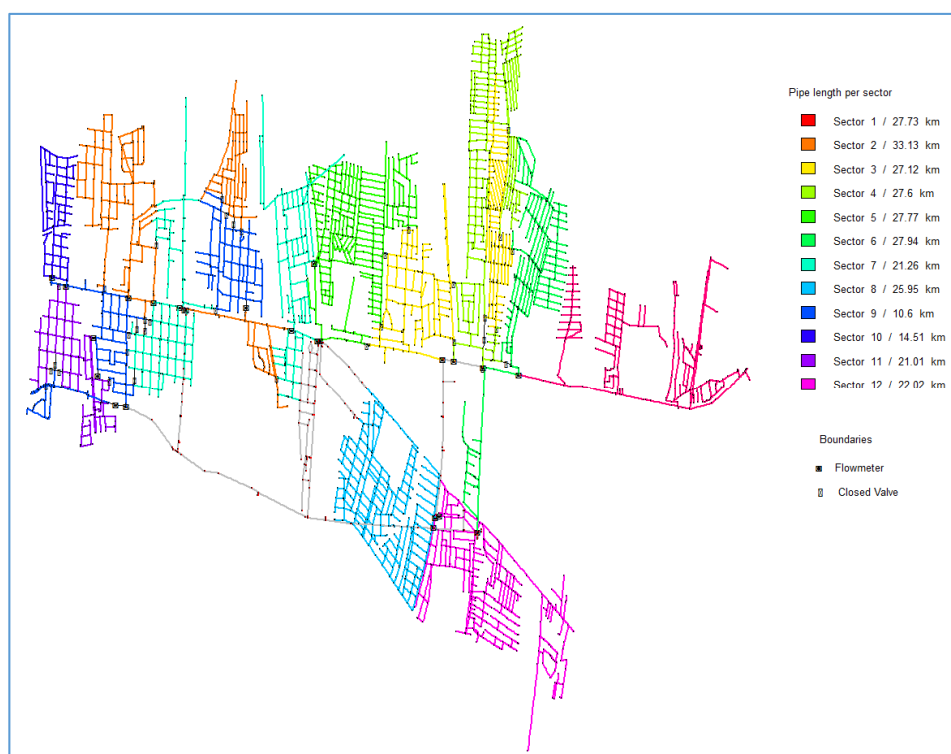 Pipe length per sector
Sector 1 / 27.73 km
Sector 2 / 33.13 km
Sector 3 / 27.12 km
Sector 4 / 27.6 km
Sector 5 / 27.77 km
Sector 6 / 27.94 km
Sector 7 / 21.26 km
Sector 8 / 25.95 km
Sector 9 / 10.6 km
Sector 10 / 14.51 km
Sector 11 / 21.01 km
Sector 12 / 22.02 km
Boundaries
Flowmeter
Closed Valve